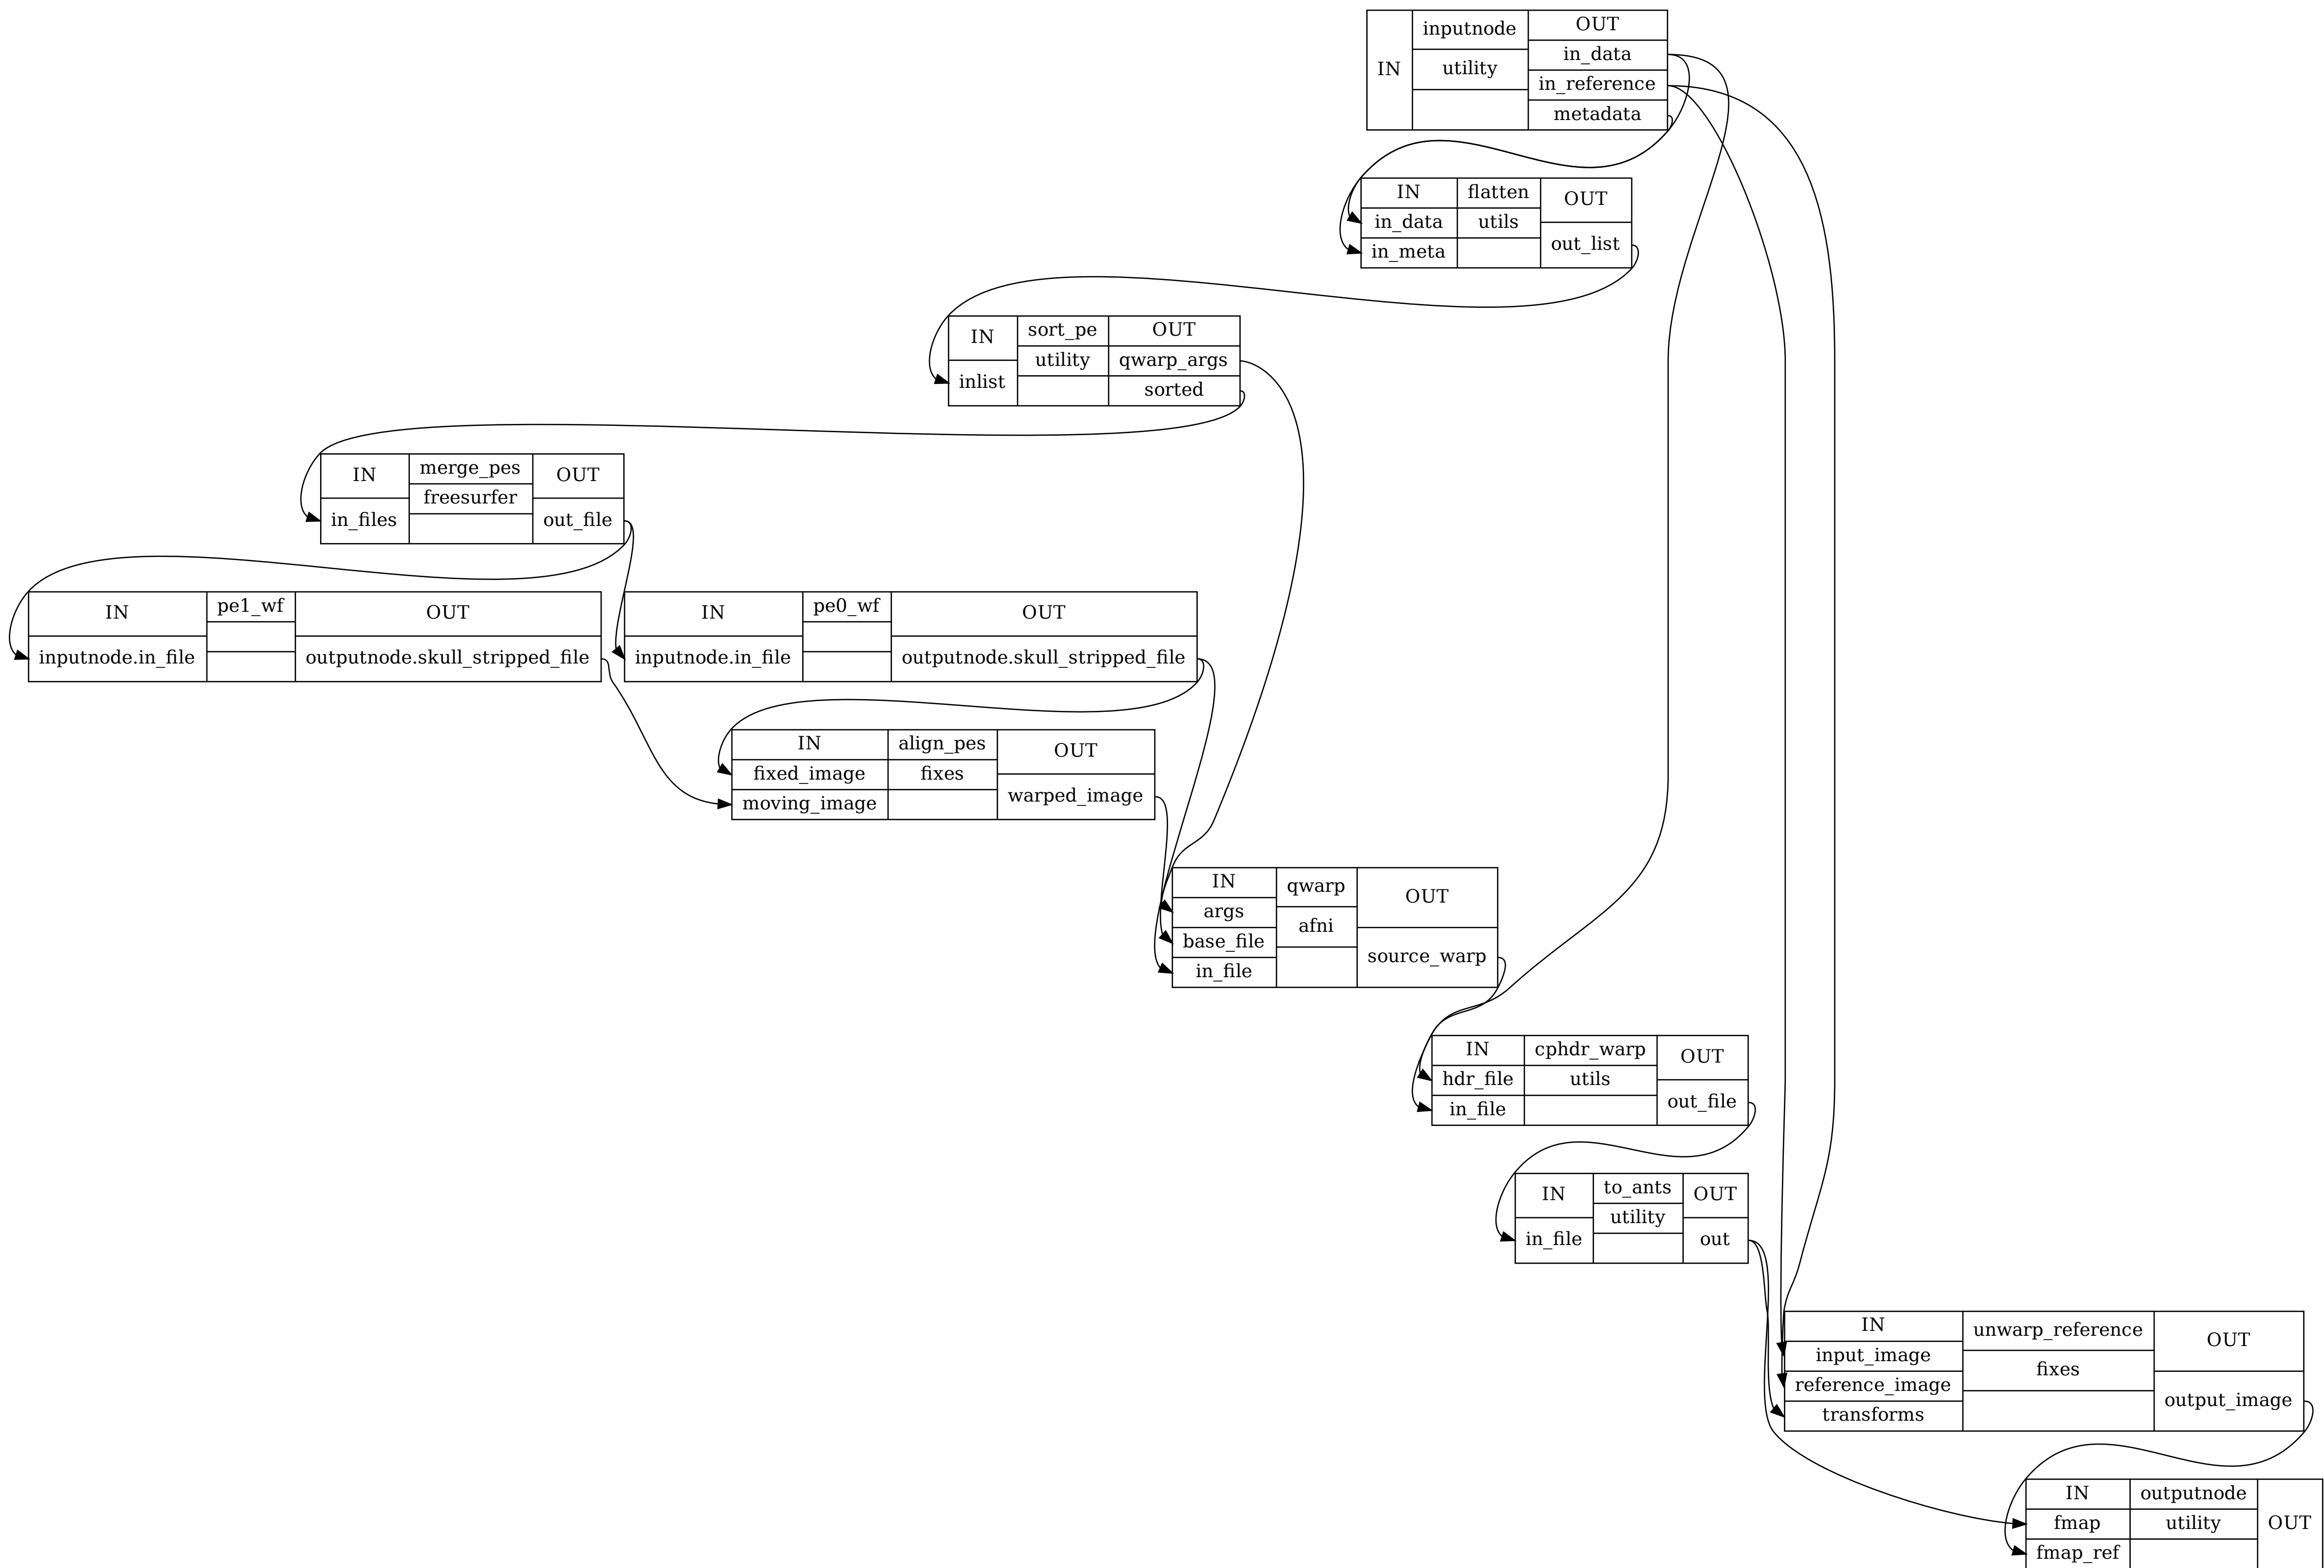 IN
inputnode
utility
OUT
in_data
in_reference
metadata
IN
in_data
in_meta
flatten
utils
OUT
out_list
IN
inlist
sort_pe
utility
OUT
qwarp_args
sorted
IN
in_files
merge_pes
freesurfer
OUT
out_file
IN
inputnode.in_file
pe1_wf
OUT
outputnode.skull_stripped_file
IN
inputnode.in_file
pe0_wf
OUT
outputnode.skull_stripped_file
IN
fixed_image
moving_image
align_pes
fixes
OUT
warped_image
IN
args
base_file
in_file
qwarp
afni
OUT
source_warp
IN
hdr_file
in_file
cphdr_warp
utils
OUT
out_file
IN
in_file
to_ants
utility
OUT
out
IN
input_image
reference_image
transforms
unwarp_reference
fixes
OUT
output_image
IN
fmap
fmap_ref
outputnode
utility
OUT